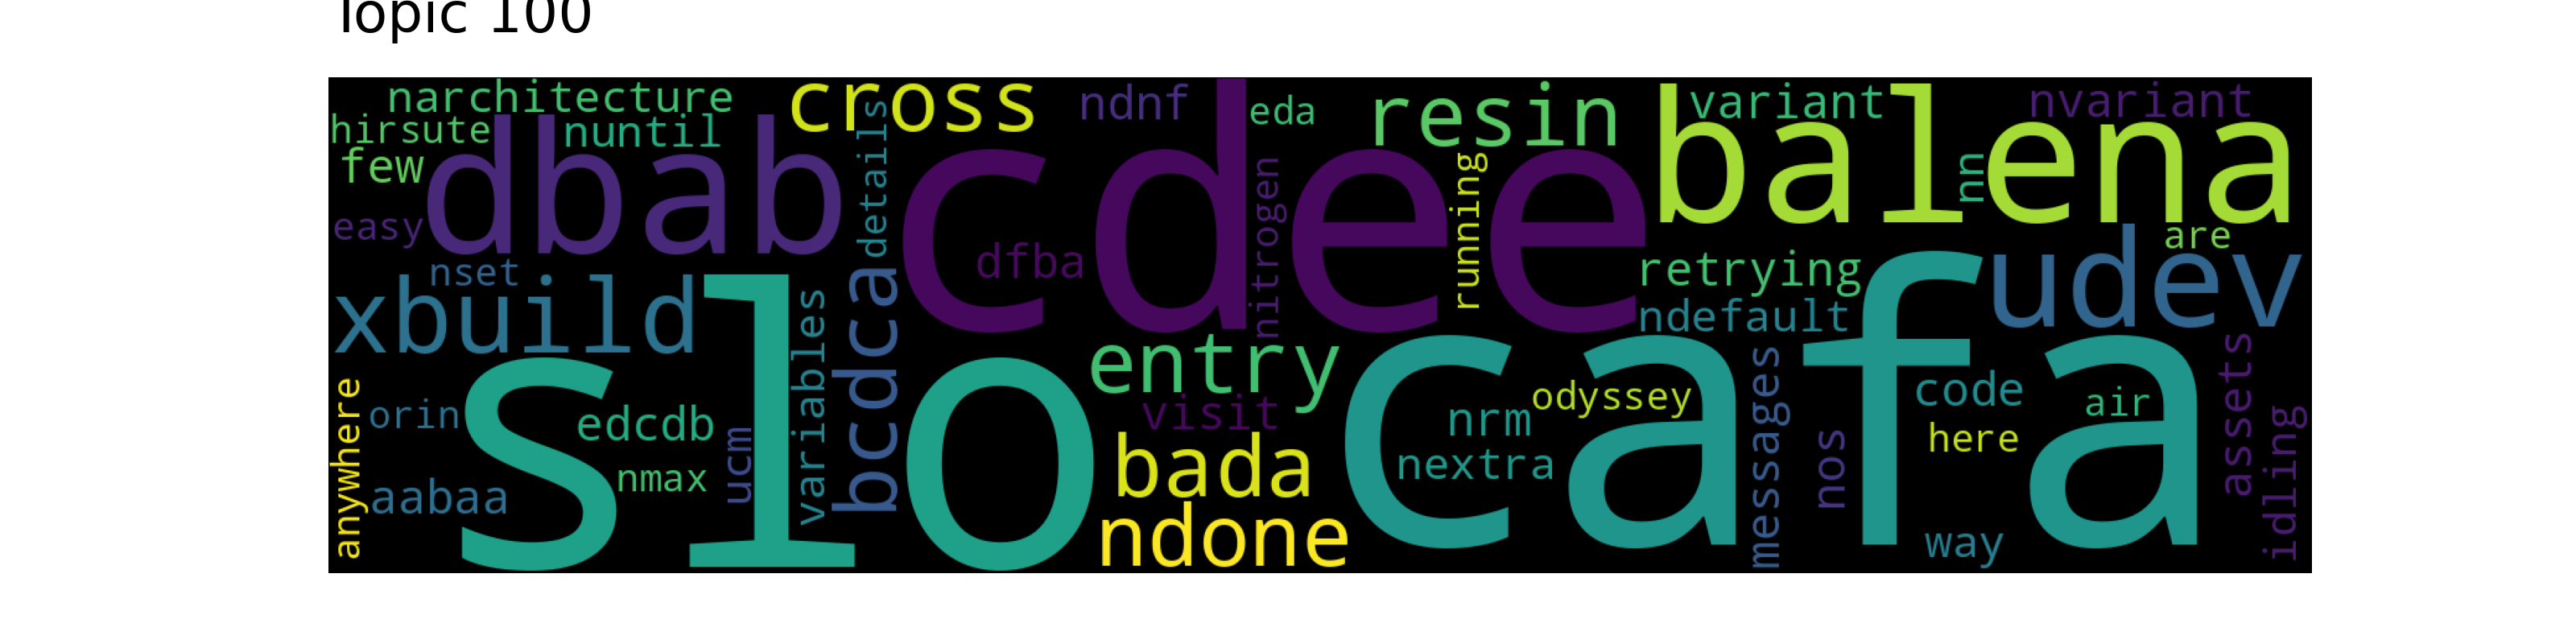 Topic 100
narchitecture
cross
ndnf
eda
resin
variant
nvariant
hirsute
nuntil
details
balena
few
dbab
cdee
nitrogen
running
nn
easy
dfba
are
nset
retrying
udev
xbuild
slo
variables
bcdca
ndefault
cafa
entry
anywhere
orin
edcdb
visit
nrm
odyssey
messages
code
air
assets
ucm
nmax
bada
nextra
nos
here
idling
aabaa
ndone
way